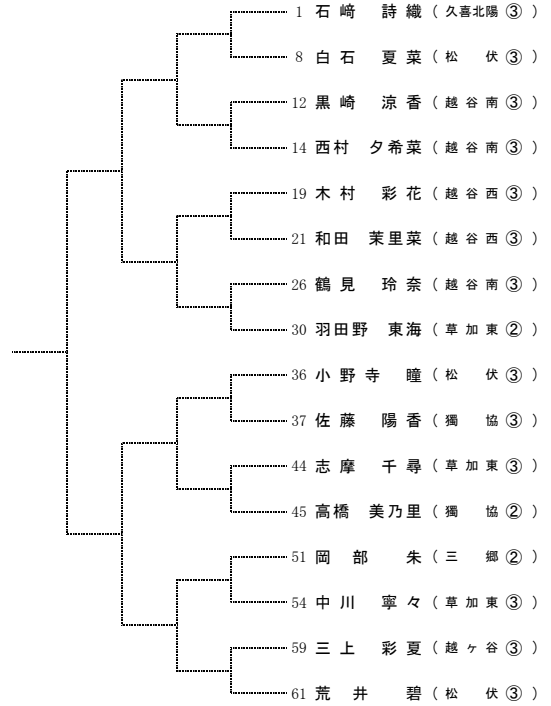 1 石﨑 詩織 ( 久喜北陽 ③ )
8 白石 夏菜 ( 松伏 ③ )
12 黒崎 涼香 ( 越谷南 ③ )
14 西村 夕希菜 ( 越谷南 ③ )
19 木村 彩花 ( 越谷西 ③ )
21 和田 茉里菜 ( 越谷西 ③ )
26 鶴見 玲奈 ( 越谷南 ③ )
30 羽田野 東海 ( 草加東 ② )
36 小野寺 瞳 ( 松伏 ③ )
37 佐藤 陽香 ( 獨協 ③ )
44 志摩 千尋 ( 草加東 ③ )
45 高橋 美乃里 ( 獨協 ② )
51 岡部 朱 ( 三郷 ② )
54 中川 寧々 ( 草加東 ③ )
59 三上 彩夏 ( 越ヶ谷 ③ )
61 荒井 碧 ( 松伏 ③ )